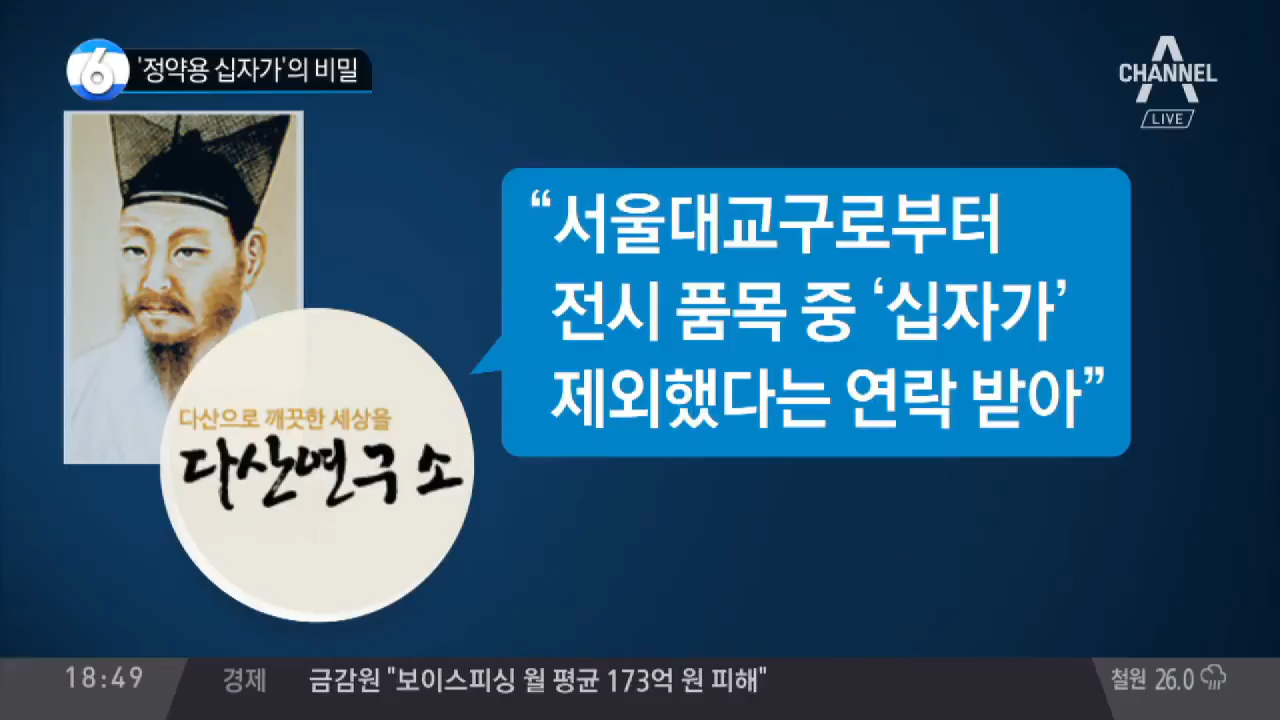 6 '정약용 십자가'의 비밀
CHANNEL A
LIVE
“서울대교구로부터
전시 품목 중 ‘십자가’
제외했다는 연락 받아”
다산으로 깨끗한 세상을
다산연구소
18:49 경제 금감원 "보이스피싱 월 평균 173억 원 피해" 철원 26.0